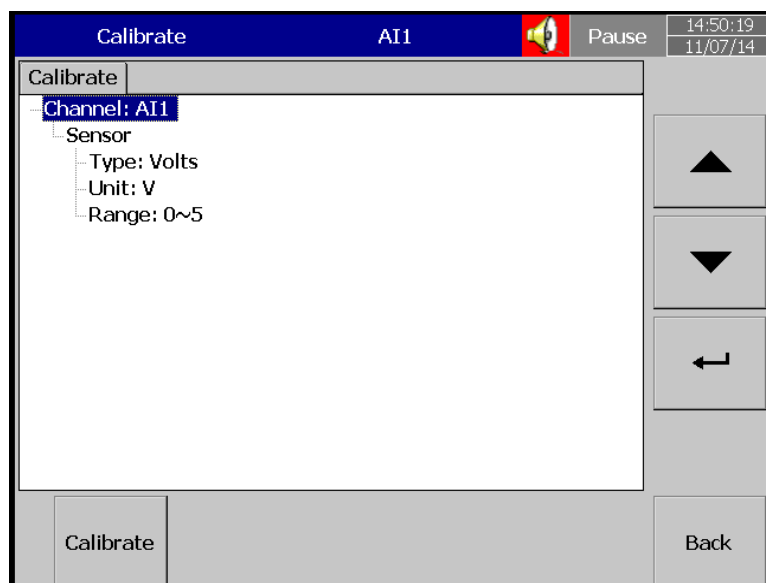 Calibrate AI1 Pause 14:50:19
11/07/14
Calibrate
Channel: AI1
Sensor
Type: Volts
Unit: V
Range: 0~5
Calibrate Back